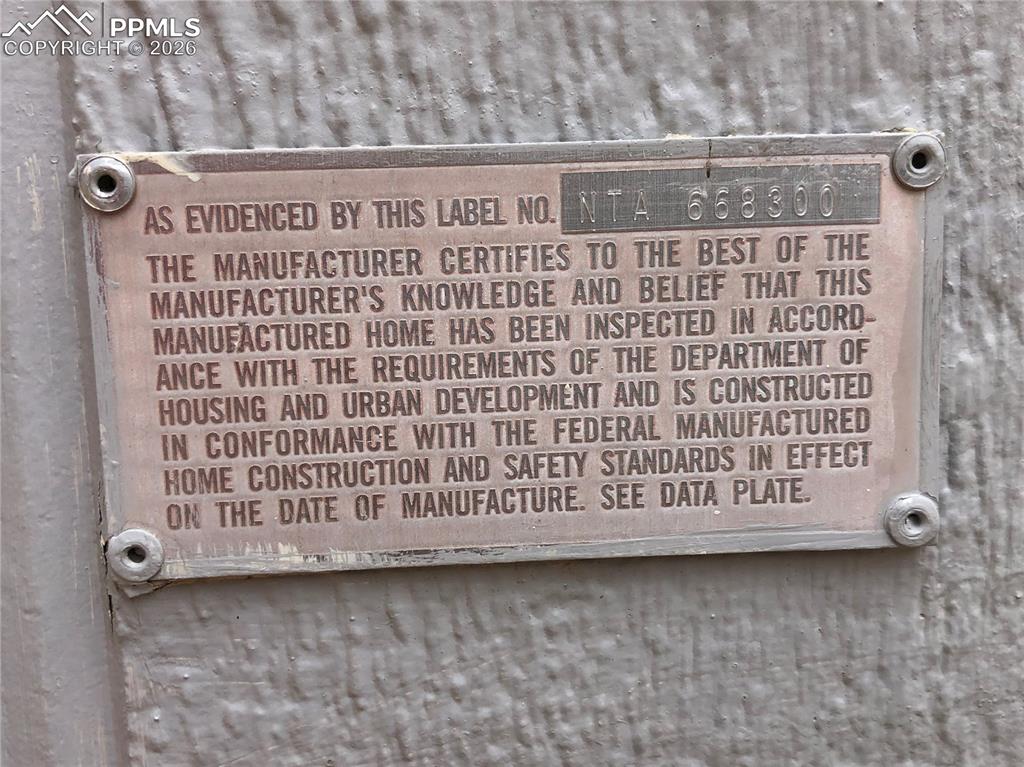 PPMLS
COPYRIGHT © 2026
AS EVIDENCED BY THIS LABEL NO. NTA 668300
THE MANUFACTURER CERTIFIES TO THE BEST OF THE
MANUFACTURER'S KNOWLEDGE AND BELIEF THAT THIS
MANUFACTURED HOME HAS BEEN INSPECTED IN ACCORD-
ANCE WITH THE REQUIREMENTS OF THE DEPARTMENT OF
HOUSING AND URBAN DEVELOPMENT AND IS CONSTRUCTED
IN CONFORMANCE WITH THE FEDERAL MANUFACTURED
HOME CONSTRUCTION AND SAFETY STANDARDS IN EFFECT
ON THE DATE OF MANUFACTURE. SEE DATA PLATE.